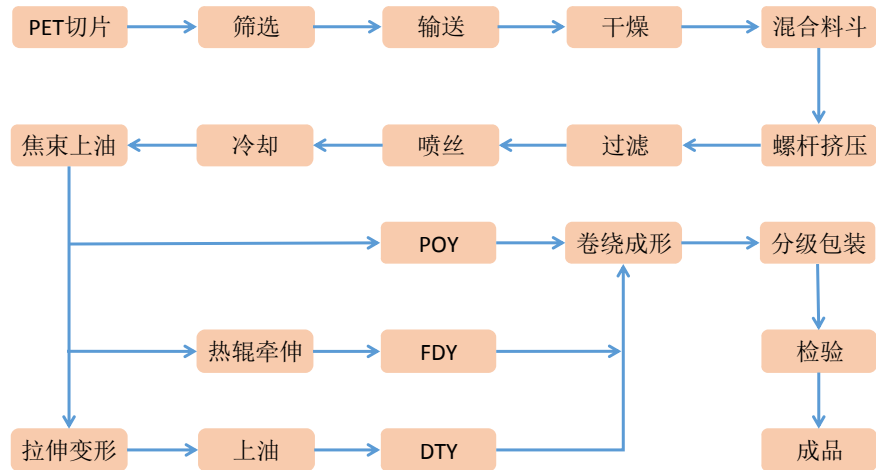 PET切片
筛选
输送
干燥
混合料斗
焦束上油
冷却
喷丝
过滤
螺杆挤压
POY
卷绕成形
分级包装
热辊牵伸
FDY
检验
拉伸变形
上油
DTY
成品